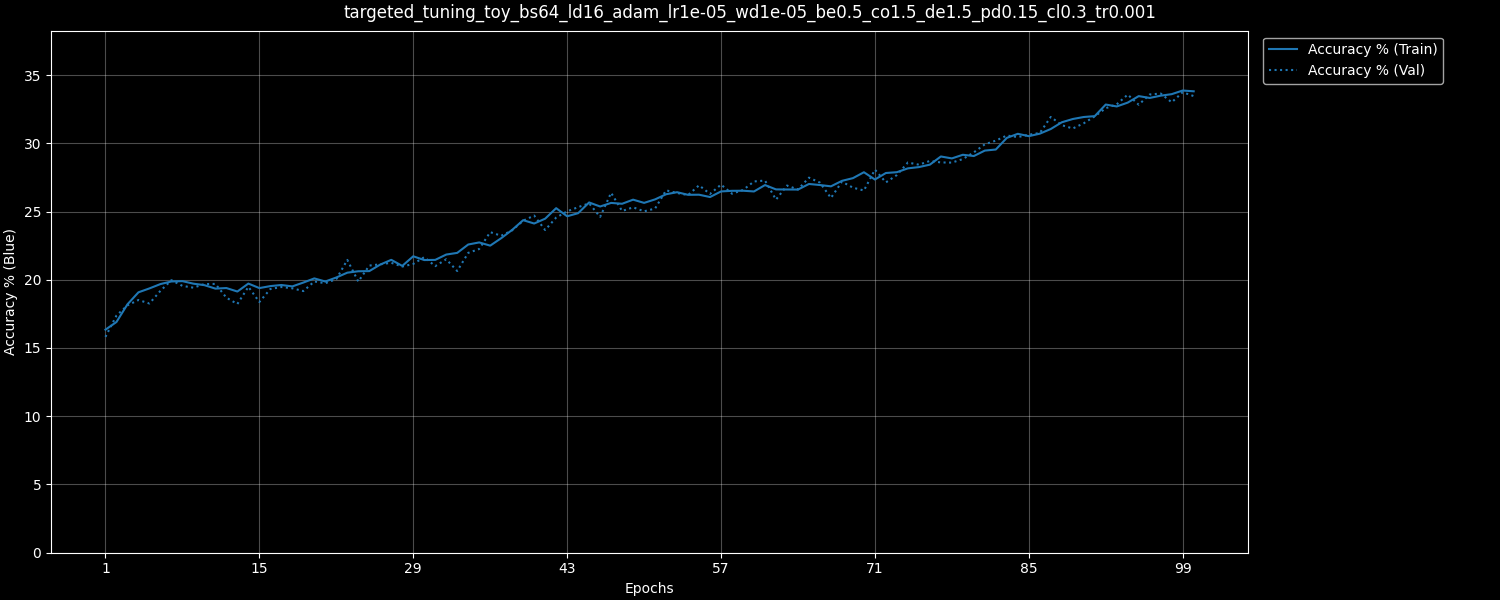 targeted_tuning_toy_bs64_ld16_adam_lr1e-05_wd1e-05_be0.5_co1.5_de1.5_pd0.15_cl0.3_tr0.001
Accuracy % (Train)
Accuracy % (Val)
Accuracy % (Blue)
35
30
25
20
15
10
5
0
1 15 29 43 57 71 85 99
Epochs